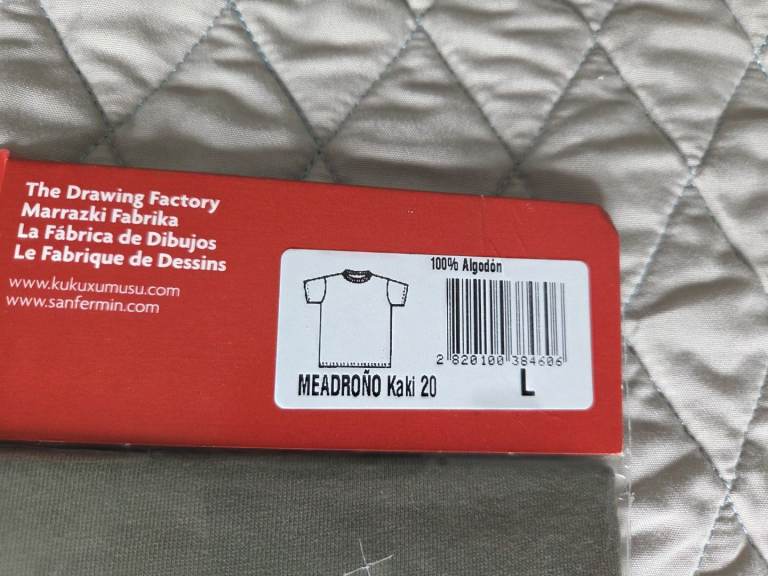 The Drawing Factory
Marrazki Fabrika
La Fábrica de Dibujos
Le Fabrique de Dessins
www.kukuxumusu.com
www.sanfermin.com
100% Algodón
2 820100 384606
MEADROÑO Kaki 20
L